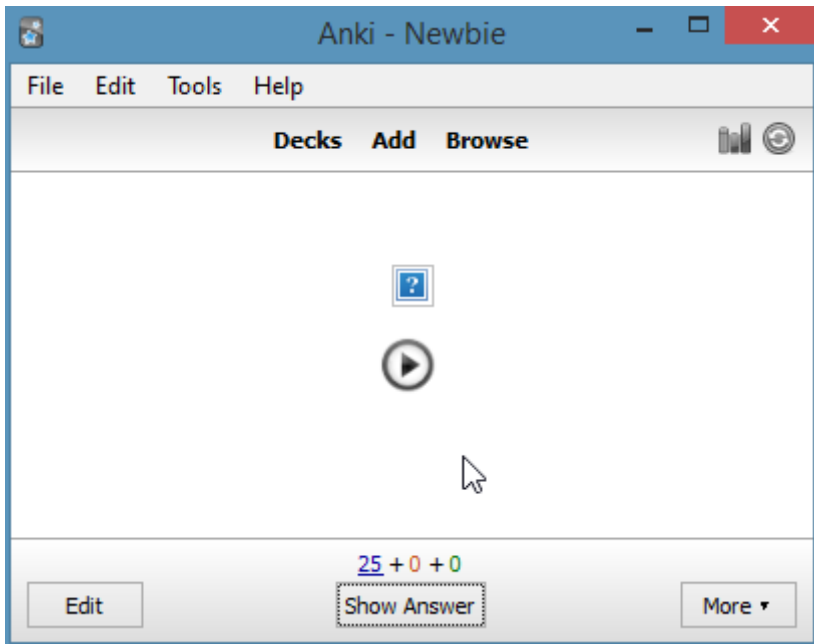 Anki - Newbie
File Edit Tools Help
Decks Add Browse
?
25 + 0 + 0
Edit Show Answer More ▾